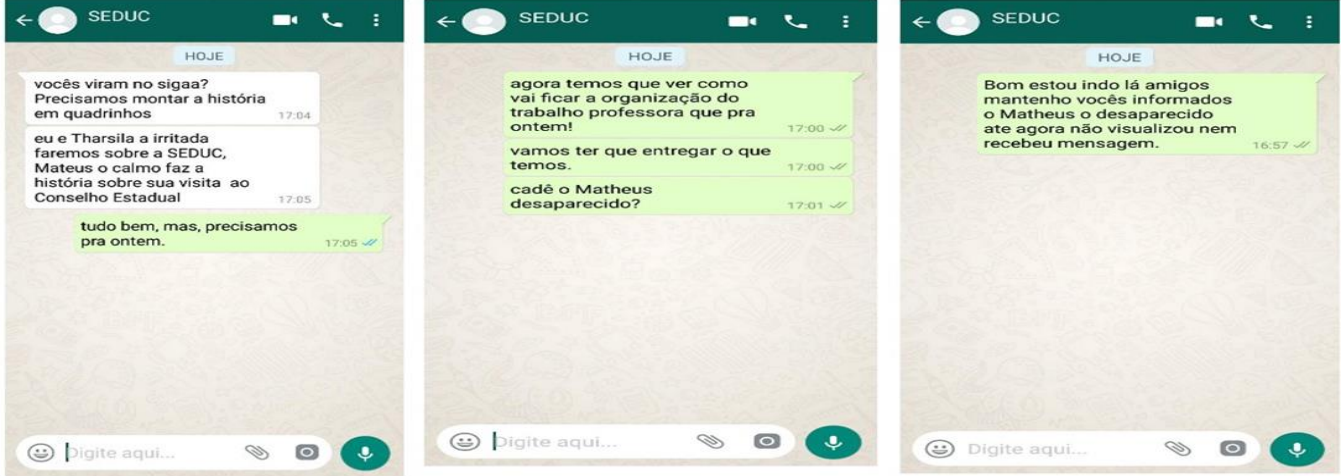 SEDUC
HOJE
vocês viram no sigaa?
Precisamos montar a história
em quadrinhos
17:04
eu e Tharsila a irritada
faremos sobre a SEDUC,
Mateus o calmo faz a
história sobre sua visita ao
Conselho Estadual
17:05
tudo bem, mas, precisamos
pra ontem.
17:05
Digite aqui...
SEDUC
HOJE
agora temos que ver como
vai ficar a organização do
trabalho professora que pra
ontem!
17:00
vamos ter que entregar o que
temos.
17:00
cadê o Matheus
desaparecido?
17:01
Digite aqui...
SEDUC
HOJE
Bom estou indo lá amigos
mantenho vocês informados
o Matheus o desaparecido
ate agora não visualizou nem
recebeu mensagem.
16:57
Digite aqui...